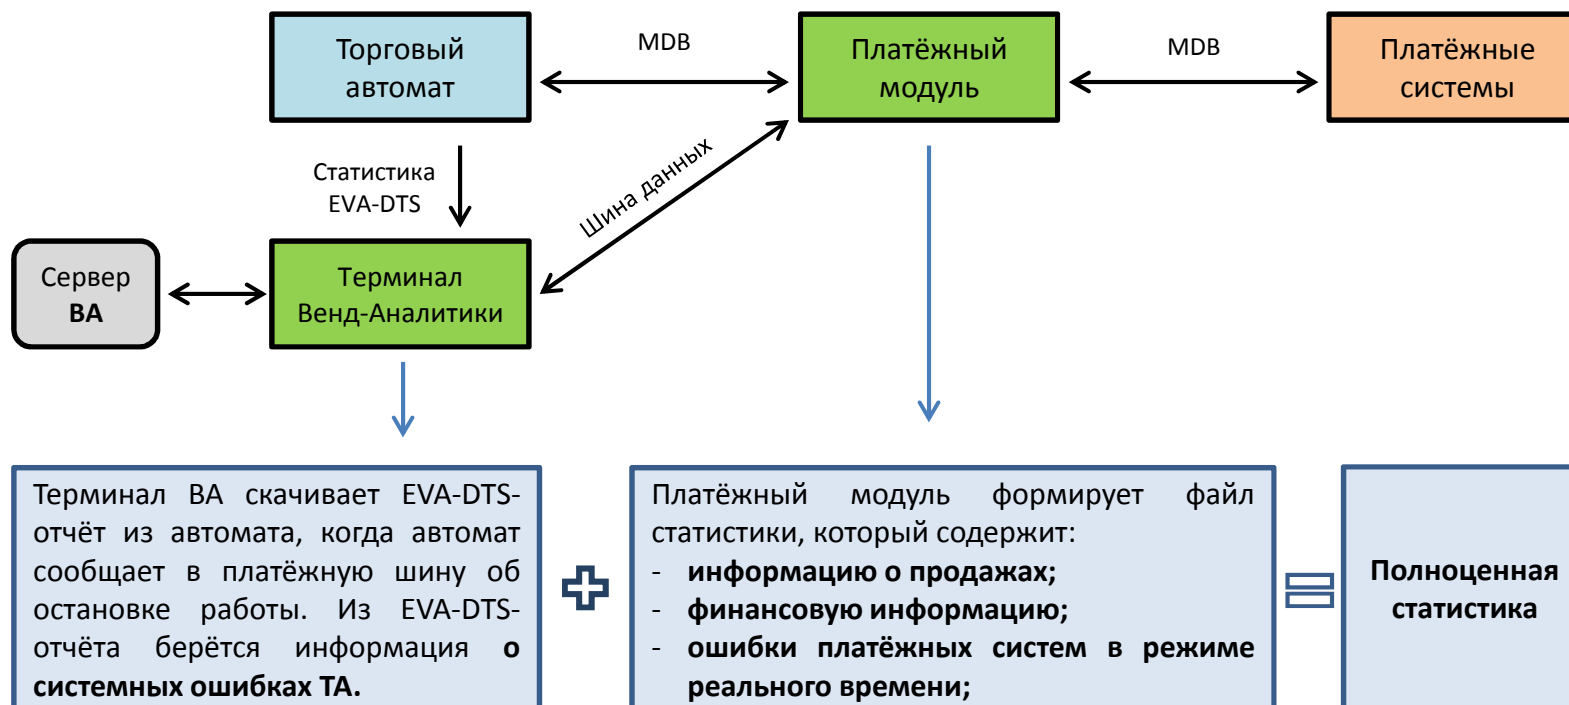 Торговый
автомат
MDB
Платёжный
модуль
MDB
Платёжные
системы
Статистика
EVA-DTS
Шина данных
Сервер
ВА
Терминал
Венд-Аналитики
Терминал ВА скачивает EVA-DTS-
отчёт из автомата, когда автомат
сообщает в платёжную шину об
остановке работы. Из EVA-DTS-
отчёта берётся информация о
системных ошибках ТА.
Платёжный модуль формирует файл
статистики, который содержит:
- информацию о продажах;
- финансовую информацию;
- ошибки платёжных систем в режиме
реального времени;
Полноценная
статистика